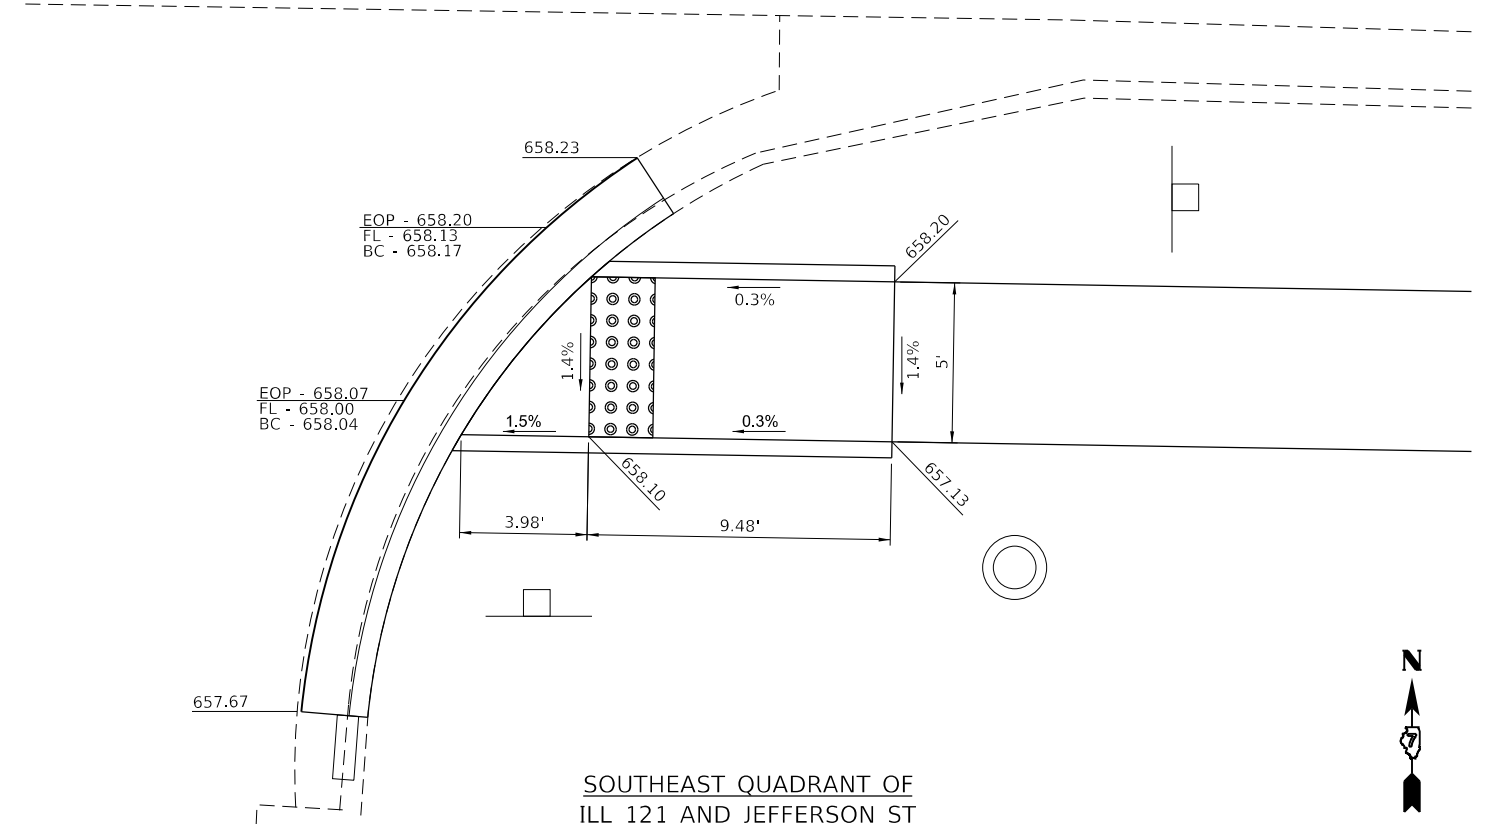 658.23
EOP - 658.20
FL - 658.13
BC - 658.17
658.20
0.3%
1.4%
1.4%
5'
EOP - 658.07
FL - 658.00
BC - 658.04
1.5%
0.3%
658.10
657.13
3.98'
9.48'
N
7
657.67
SOUTHEAST QUADRANT OF
ILL 121 AND JEFFERSON ST